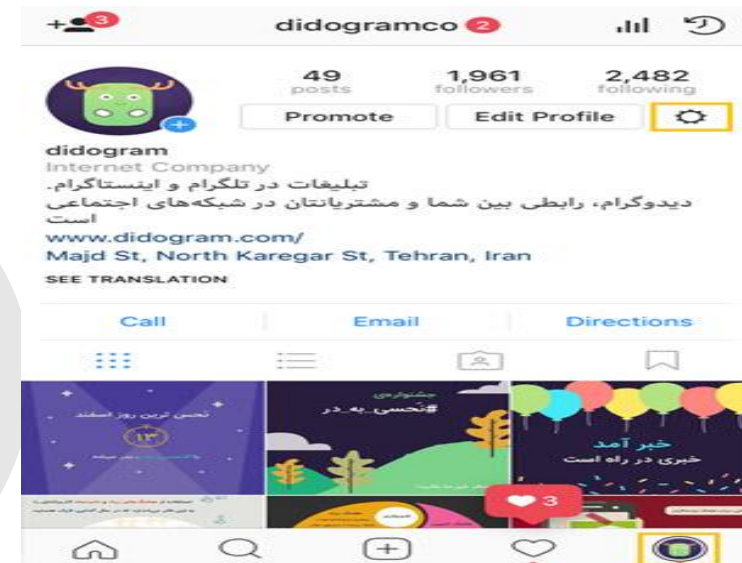 3
didogramco 2
49 1,961 2,482
posts followers following
Promote Edit Profile
didogram
Internet Company
تبلیغات در تلگرام و اینستاگرام.
دیدوگرام، رابطی بین شما و مشتریانتان در شبکه‌های اجتماعی
است
www.didogram.com/
Majd St, North Karegar St, Tehran, Iran
SEE TRANSLATION
Call Email Directions
نحس ترین روز اسفند
۱۳
جشنواره‌ی
#نحسی_به_در
خبر آمد
خبری در راه است
3